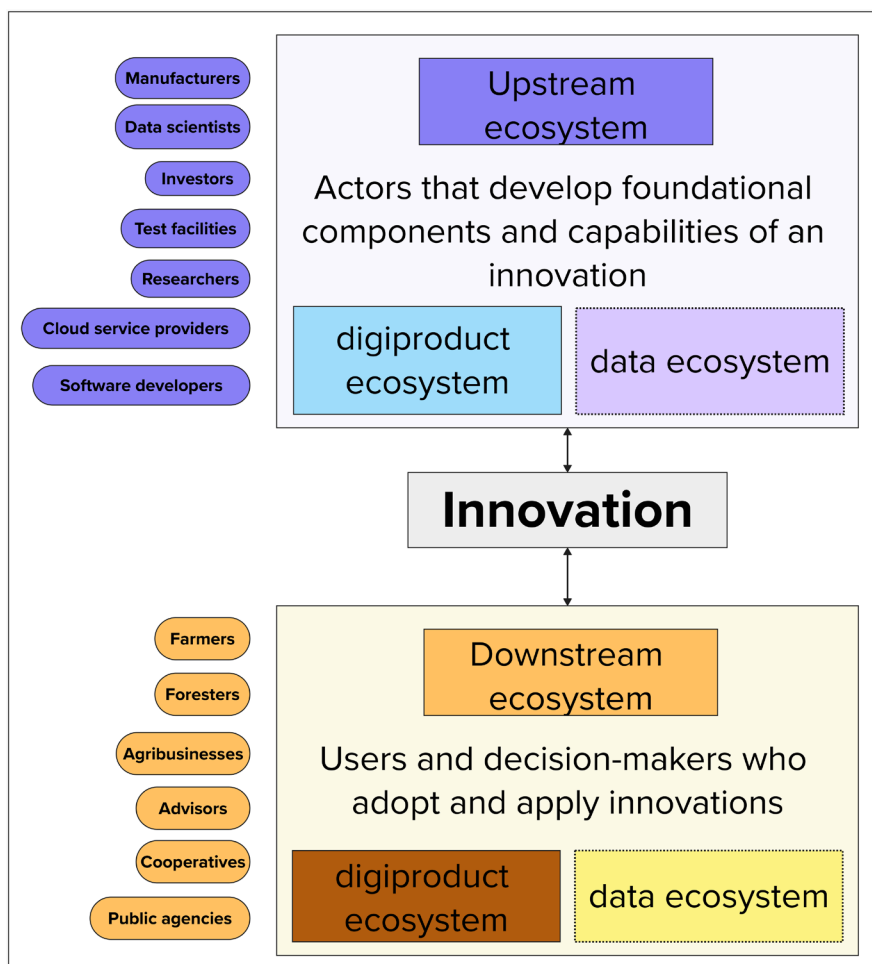 Manufacturers
Data scientists
Investors
Test facilities
Researchers
Cloud service providers
Software developers
Upstream
ecosystem
Actors that develop foundational
components and capabilities of an
innovation
digiproduct
ecosystem
data ecosystem
Innovation
Farmers
Foresters
Agribusinesses
Advisors
Cooperatives
Public agencies
Downstream
ecosystem
Users and decision-makers who
adopt and apply innovations
digiproduct
ecosystem
data ecosystem